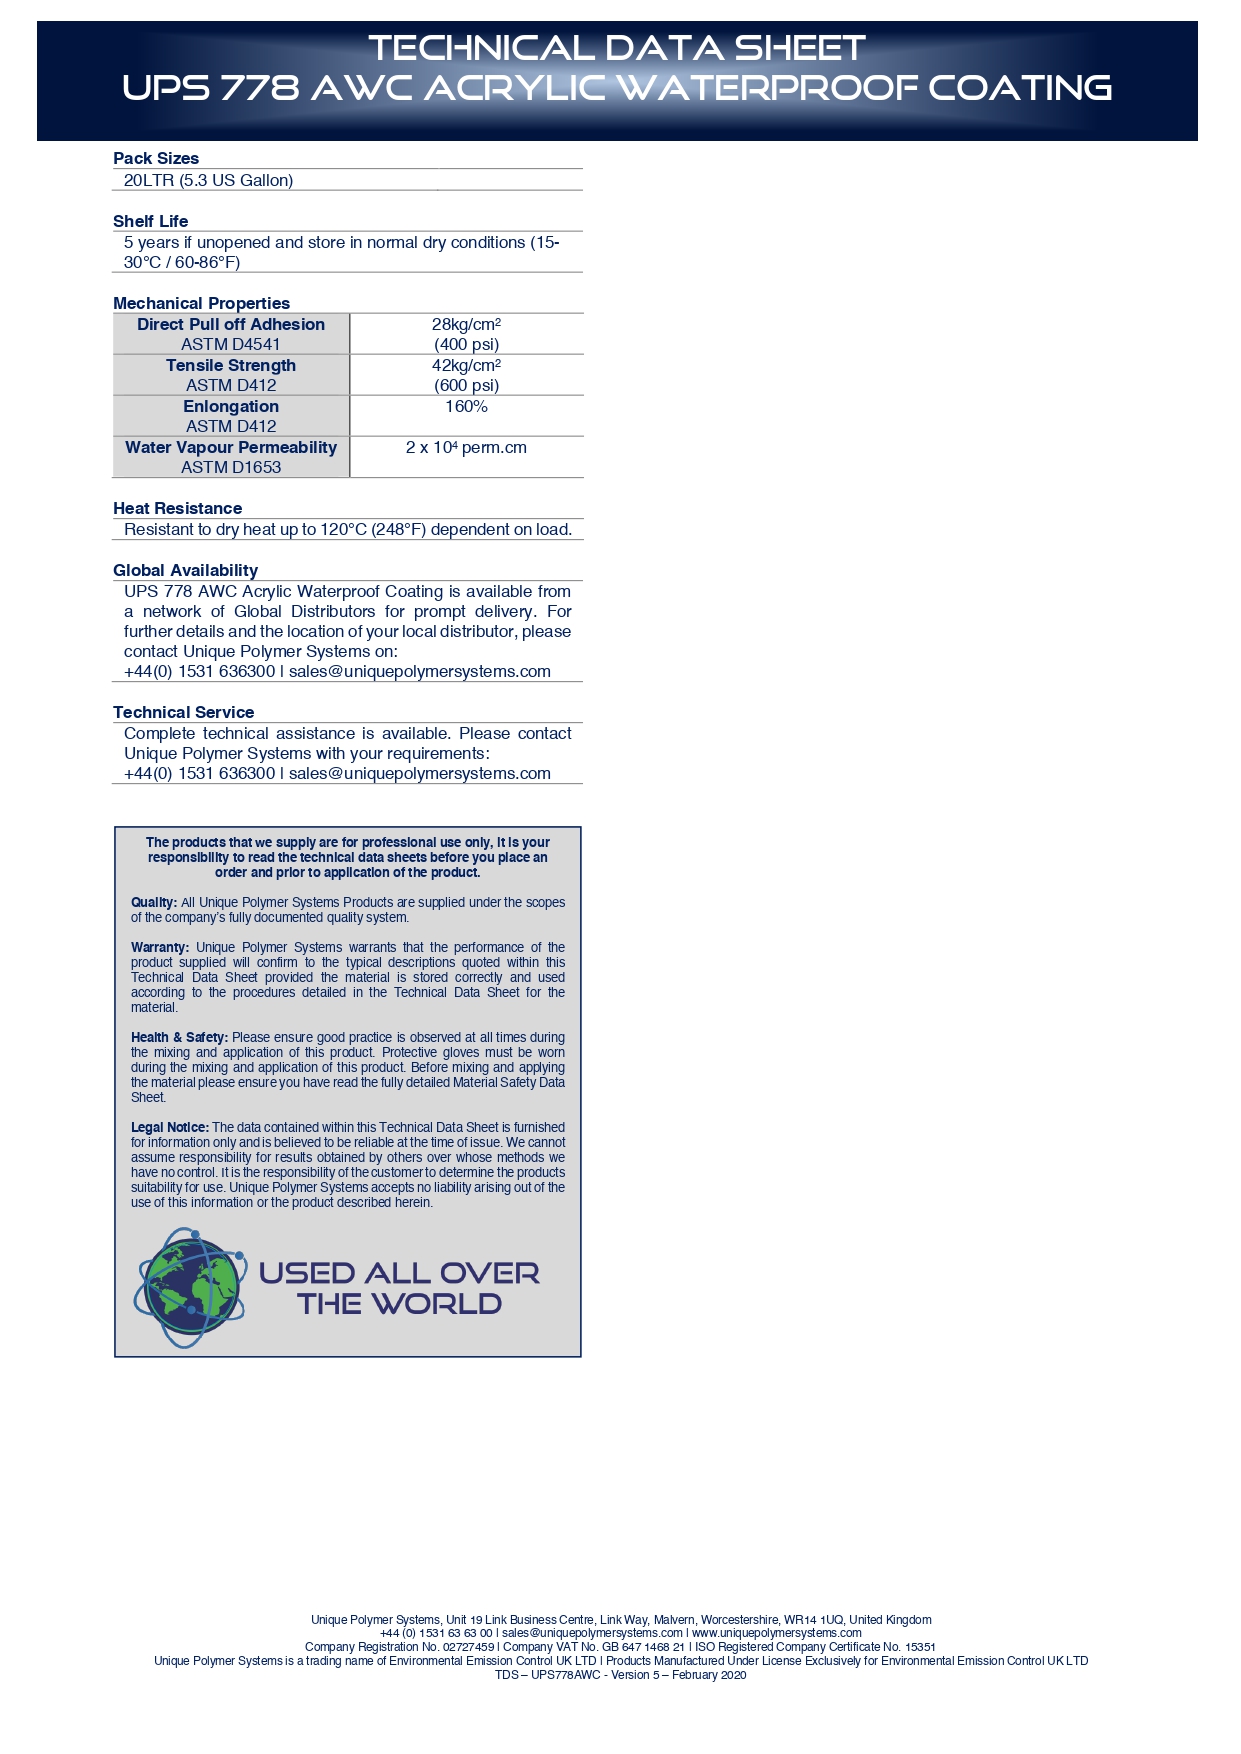 TECHNICAL DATA SHEET
UPS 778 AWC ACRYLIC WATERPROOF COATING
Pack Sizes
20LTR (5.3 US Gallon)
Shelf Life
5 years if unopened and store in normal dry conditions (15-
30°C / 60-86°F)
Mechanical Properties
Direct Pull off Adhesion
ASTM D4541
28kg/cm²
(400 psi)
Tensile Strength
ASTM D412
42kg/cm²
(600 psi)
Enlongation
ASTM D412
160%
Water Vapour Permeability
ASTM D1653
2 x 10⁴ perm.cm
Heat Resistance
Resistant to dry heat up to 120°C (248°F) dependent on load.
Global Availability
UPS 778 AWC Acrylic Waterproof Coating is available from
a network of Global Distributors for prompt delivery. For
further details and the location of your local distributor, please
contact Unique Polymer Systems on:
+44(0) 1531 636300 | sales@uniquepolymersystems.com
Technical Service
Complete technical assistance is available. Please contact
Unique Polymer Systems with your requirements:
+44(0) 1531 636300 | sales@uniquepolymersystems.com
The products that we supply are for professional use only, it is your
responsibility to read the technical data sheets before you place an
order and prior to application of the product.
Quality: All Unique Polymer Systems Products are supplied under the scopes
of the company's fully documented quality system.
Warranty: Unique Polymer Systems warrants that the performance of the
product supplied will confirm to the typical descriptions quoted within this
Technical Data Sheet provided the material is stored correctly and used
according to the procedures detailed in the Technical Data Sheet for the
material.
Health & Safety: Please ensure good practice is observed at all times during
the mixing and application of this product. Protective gloves must be worn
during the mixing and application of this product. Before mixing and applying
the material please ensure you have read the fully detailed Material Safety Data
Sheet.
Legal Notice: The data contained within this Technical Data Sheet is furnished
for information only and is believed to be reliable at the time of issue. We cannot
assume responsibility for results obtained by others over whose methods we
have no control. It is the responsibility of the customer to determine the products
suitability for use. Unique Polymer Systems accepts no liability arising out of the
use of this information or the product described herein.
USED ALL OVER
THE WORLD
Unique Polymer Systems, Unit 19 Link Business Centre, Link Way, Malvern, Worcestershire, WR14 1UQ, United Kingdom
+44 (0) 1531 63 63 00 | sales@uniquepolymersystems.com | www.uniquepolymersystems.com
Company Registration No. 02727459 | Company VAT No. GB 647 1468 21 | ISO Registered Company Certificate No. 15351
Unique Polymer Systems is a trading name of Environmental Emission Control UK LTD | Products Manufactured Under License Exclusively for Environmental Emission Control UK LTD
TDS – UPS778AWC - Version 5 – February 2020